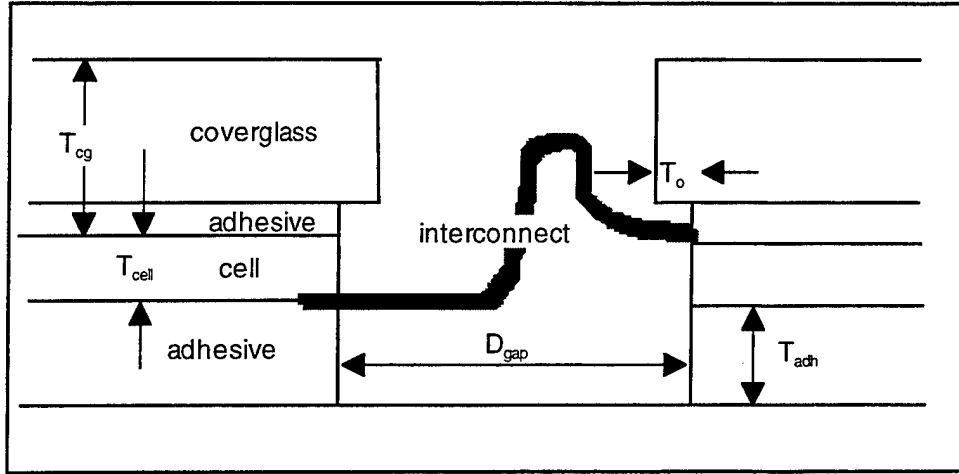 coverglass
T_cg
T_o
adhesive
interconnect
T_cell
cell
adhesive
D_gap
T_adh